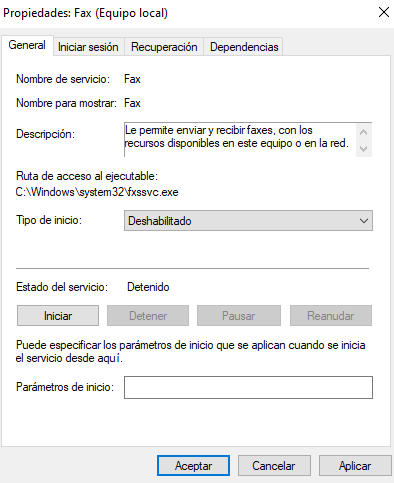 Propiedades: Fax (Equipo local)
General Iniciar sesión Recuperación Dependencias
Nombre de servicio: Fax
Nombre para mostrar: Fax
Descripción: Le permite enviar y recibir faxes, con los
recursos disponibles en este equipo o en la red.
Ruta de acceso al ejecutable:
C:\Windows\system32\fxssvc.exe
Tipo de inicio: Deshabilitado
Estado del servicio: Detenido
Iniciar Detener Pausar Reanudar
Puede especificar los parámetros de inicio que se aplican cuando se inicia
el servicio desde aquí.
Parámetros de inicio:
Aceptar Cancelar Aplicar